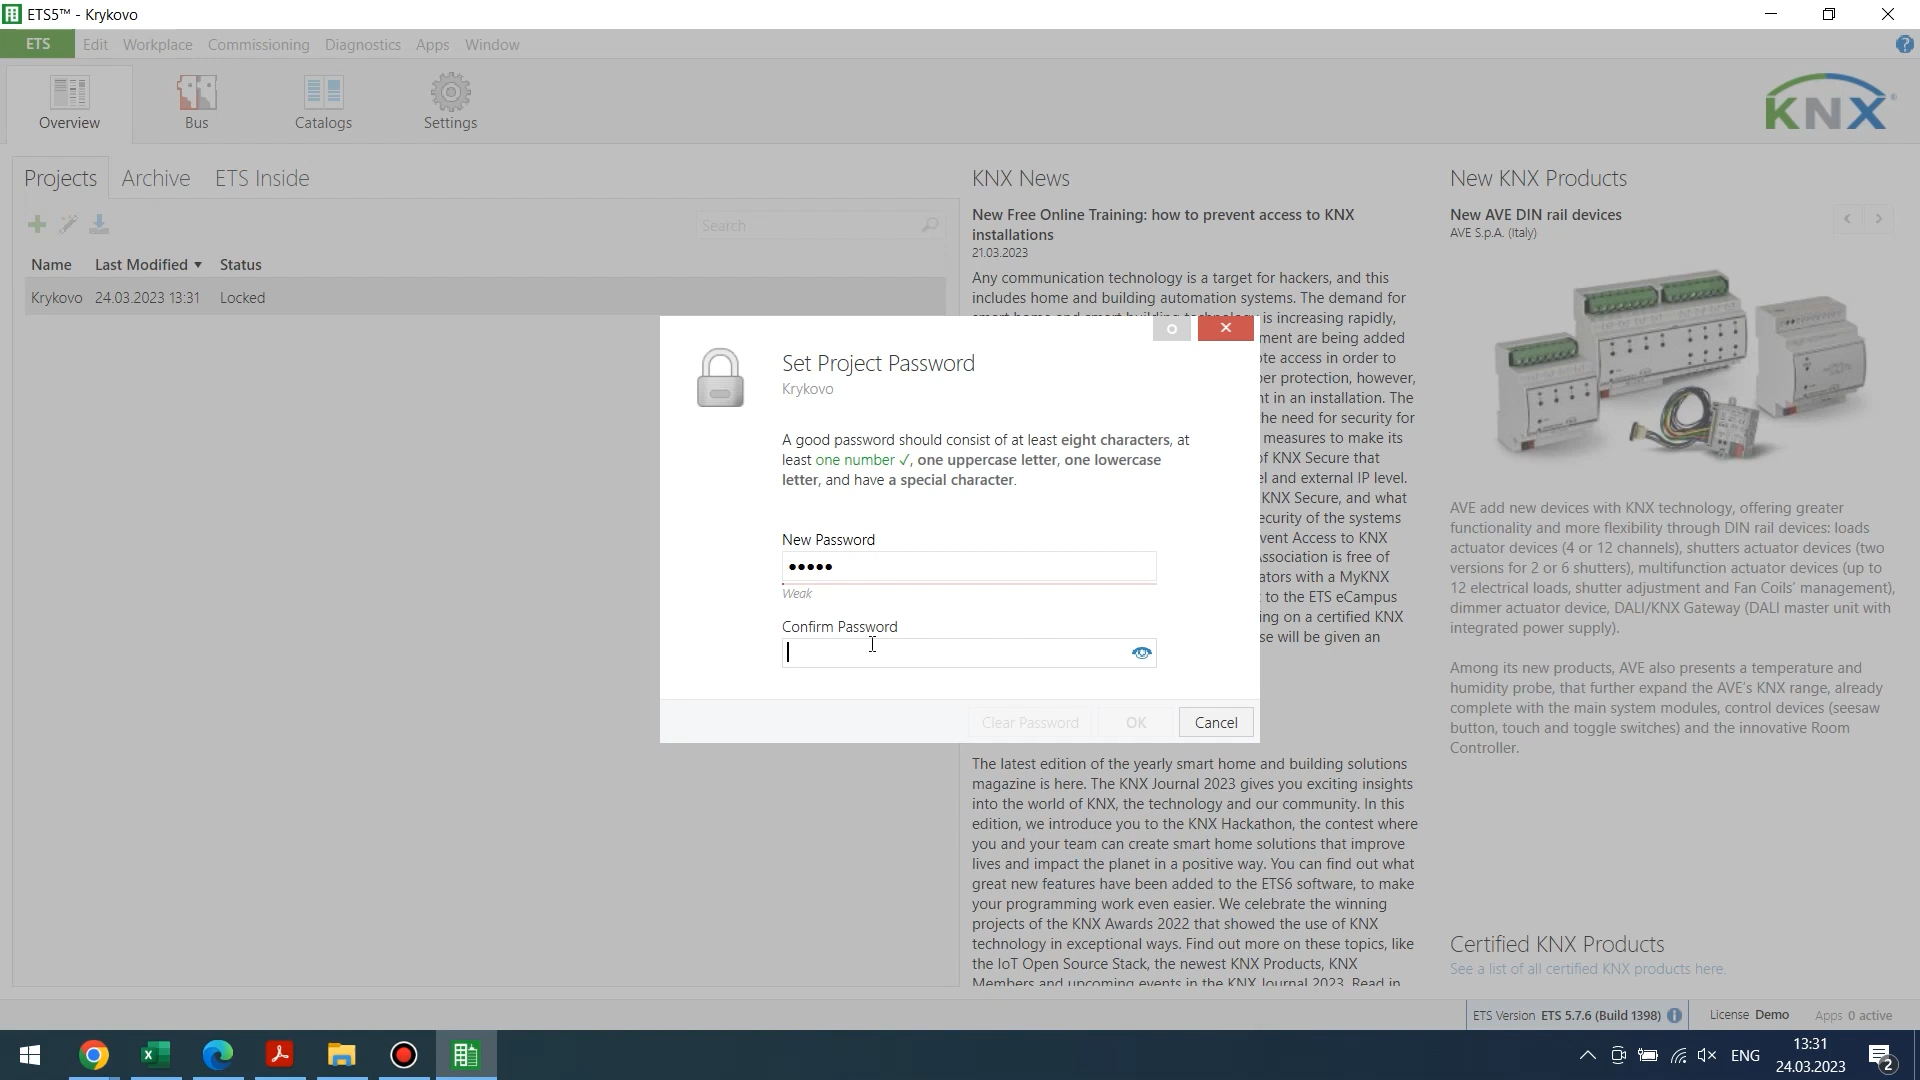 ETS5™ - Krykovo
ETS Edit Workplace Commissioning Diagnostics Apps Window
Overview
Bus
Catalogs
Settings
KNX
Projects Archive ETS Inside
Search
Name Last Modified Status
Krykovo 24.03.2023 13:31 Locked
Set Project Password
Krykovo
A good password should consist of at least eight characters, at
least one number ✓, one uppercase letter, one lowercase
letter, and have a special character.
New Password
●●●●●
Weak
Confirm Password
Clear Password OK Cancel
KNX News
New Free Online Training: how to prevent access to KNX
installations
21.03.2023
Any communication technology is a target for hackers, and this
includes home and building automation systems. The demand for
is increasing rapidly,
ment are being added
ote access in order to
per protection, however,
nt in an installation. The
he need for security for
measures to make its
of KNX Secure that
el and external IP level.
KNX Secure, and what
ecurity of the systems
vent Access to KNX
Association is free of
ators with a MyKNX
to the ETS eCampus
ing on a certified KNX
se will be given an
The latest edition of the yearly smart home and building solutions
magazine is here. The KNX Journal 2023 gives you exciting insights
into the world of KNX, the technology and our community. In this
edition, we introduce you to the KNX Hackathon, the contest where
you and your team can create smart home solutions that improve
lives and impact the planet in a positive way. You can find out what
great new features have been added to the ETS6 software, to make
your programming work even easier. We celebrate the winning
projects of the KNX Awards 2022 that showed the use of KNX
technology in exceptional ways. Find out more on these topics, like
the IoT Open Source Stack, the newest KNX Products, KNX
Members and upcoming events in the KNX Journal 2023. Read in
New KNX Products
New AVE DIN rail devices
AVE S.p.A. (Italy)
AVE add new devices with KNX technology, offering greater
functionality and more flexibility through DIN rail devices: loads
actuator devices (4 or 12 channels), shutters actuator devices (two
versions for 2 or 6 shutters), multifunction actuator devices (up to
12 electrical loads, shutter adjustment and Fan Coils' management),
dimmer actuator device, DALI/KNX Gateway (DALI master unit with
integrated power supply).
Among its new products, AVE also presents a temperature and
humidity probe, that further expand the AVE's KNX range, already
complete with the main system modules, control devices (seesaw
button, touch and toggle switches) and the innovative Room
Controller.
Certified KNX Products
See a list of all certified KNX products here.
ETS Version ETS 5.7.6 (Build 1398) License Demo Apps 0 active
ENG
13:31
24.03.2023
2